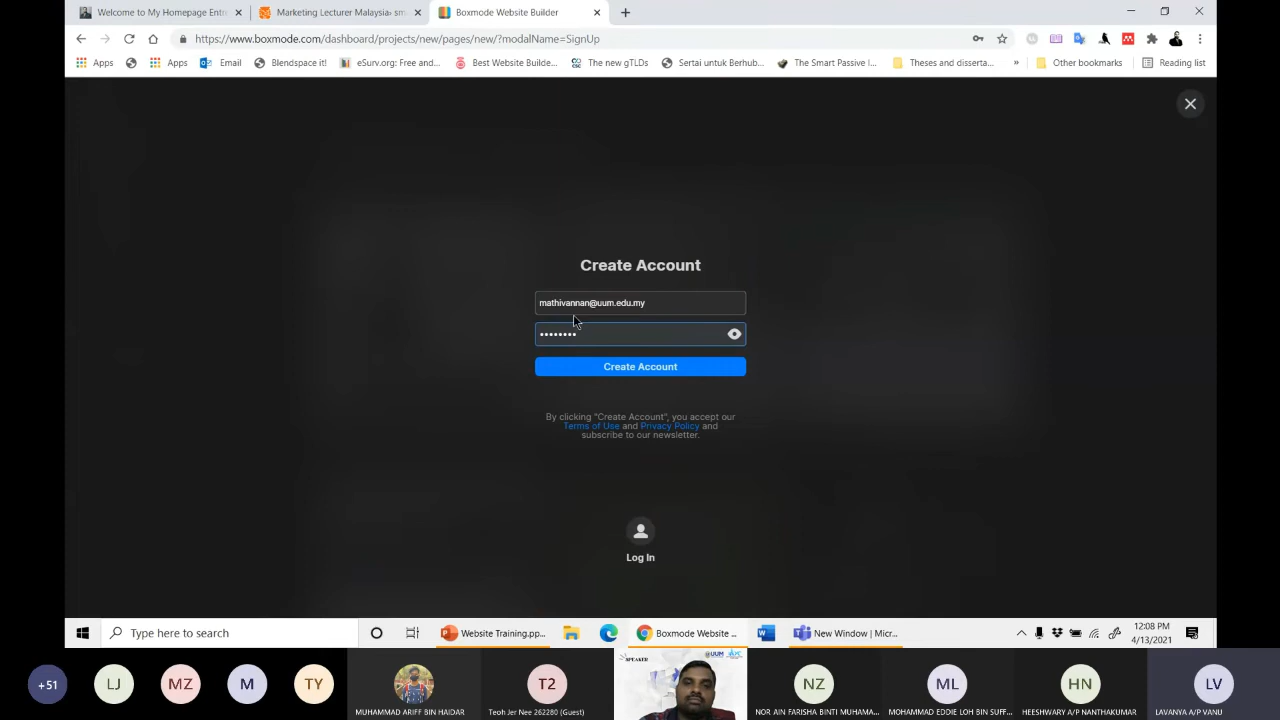 Welcome to My Homepage Entr
Marketing Lecturer Malaysia- sm
Boxmode Website Builder
https://www.boxmode.com/dashboard/projects/new/pages/new/?modalName=SignUp
Apps
Apps
Email
Blendspace it!
eSurv.org: Free and...
Best Website Builde...
The new gTLDs
Sertai untuk Berhub...
The Smart Passive I...
Theses and disserta...
»
Other bookmarks
Reading list
Create Account
mathivannan@uum.edu.my
••••••••
Create Account
By clicking "Create Account", you accept our
Terms of Use and Privacy Policy and
subscribe to our newsletter.
Log In
Type here to search
Website Training.pp...
Boxmode Website ...
New Window | Micr...
12:08 PM
4/13/2021
+51
LJ
MZ
M
TY
MUHAMMAD ARIFF BIN HAIDAR
T2
Teoh Jer Nee 262280 (Guest)
SPEAKER
UUM
NZ
NOR AIN FARISHA BINTI MUHAMA...
ML
MOHAMMAD EDDIE LOH BIN SUFF...
HN
HEESHWARY A/P NANTHAKUMAR
LV
LAVANYA A/P VANU